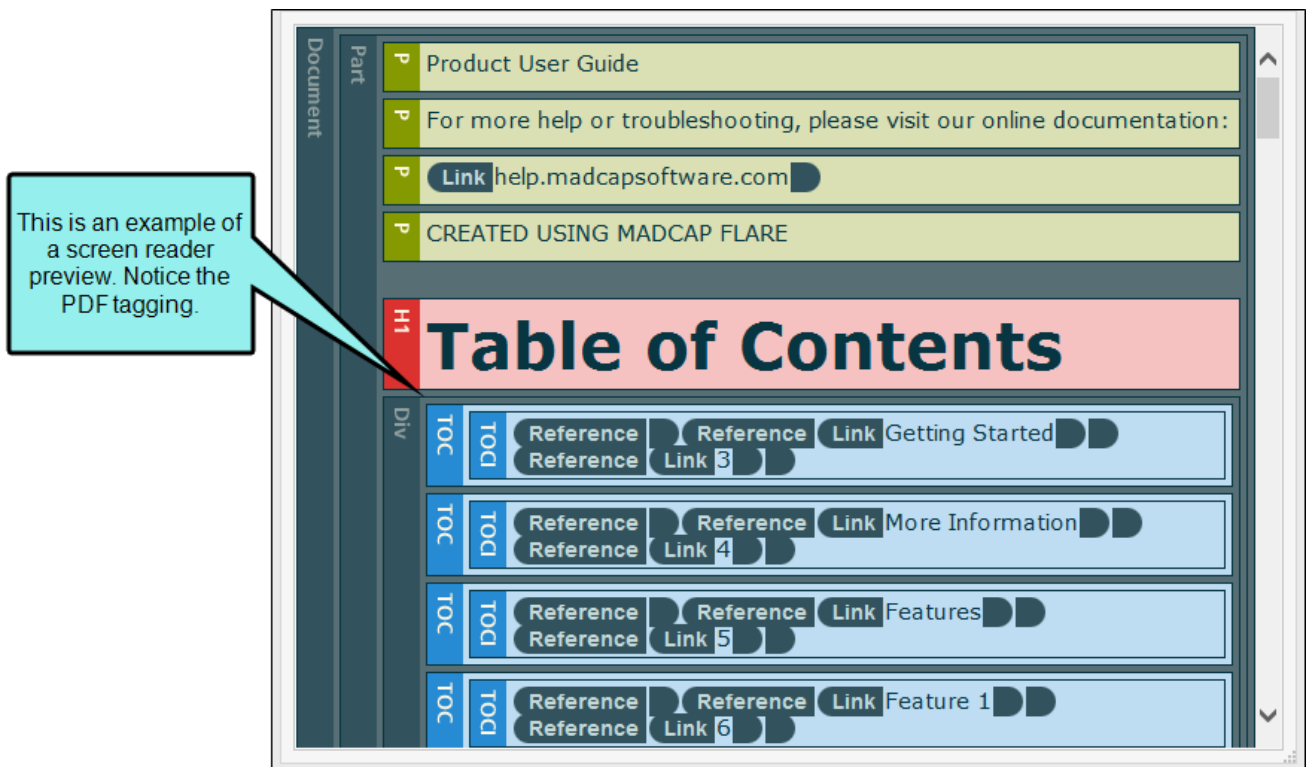 Document
Part
P Product User Guide
P For more help or troubleshooting, please visit our online documentation:
P Link help.madcapsoftware.com
P CREATED USING MADCAP FLARE
This is an example of
a screen reader
preview. Notice the
PDF tagging.
H1 Table of Contents
Div
TOC TOCI Reference Reference Link Getting Started
Reference Link 3
TOC TOCI Reference Reference Link More Information
Reference Link 4
TOC TOCI Reference Reference Link Features
Reference Link 5
TOC TOCI Reference Reference Link Feature 1
Reference Link 6